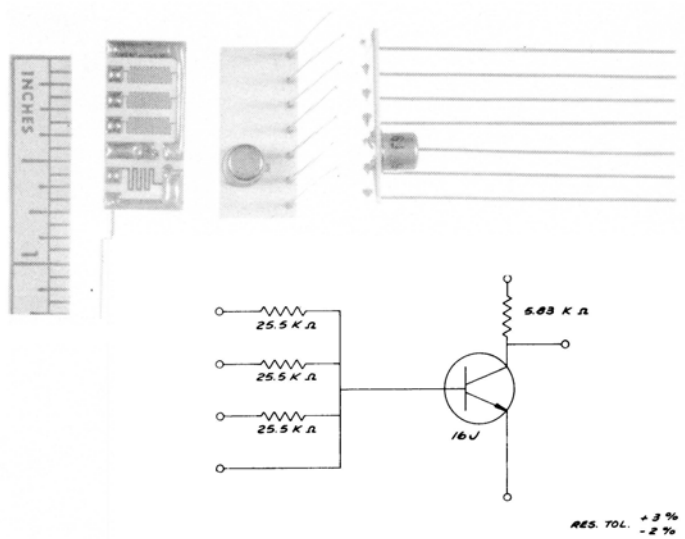 INCHES
1
5.83 K Ω
25.5 K Ω
25.5 K Ω
25.5 K Ω
16J
RES. TOL. + 3 %
- 2 %